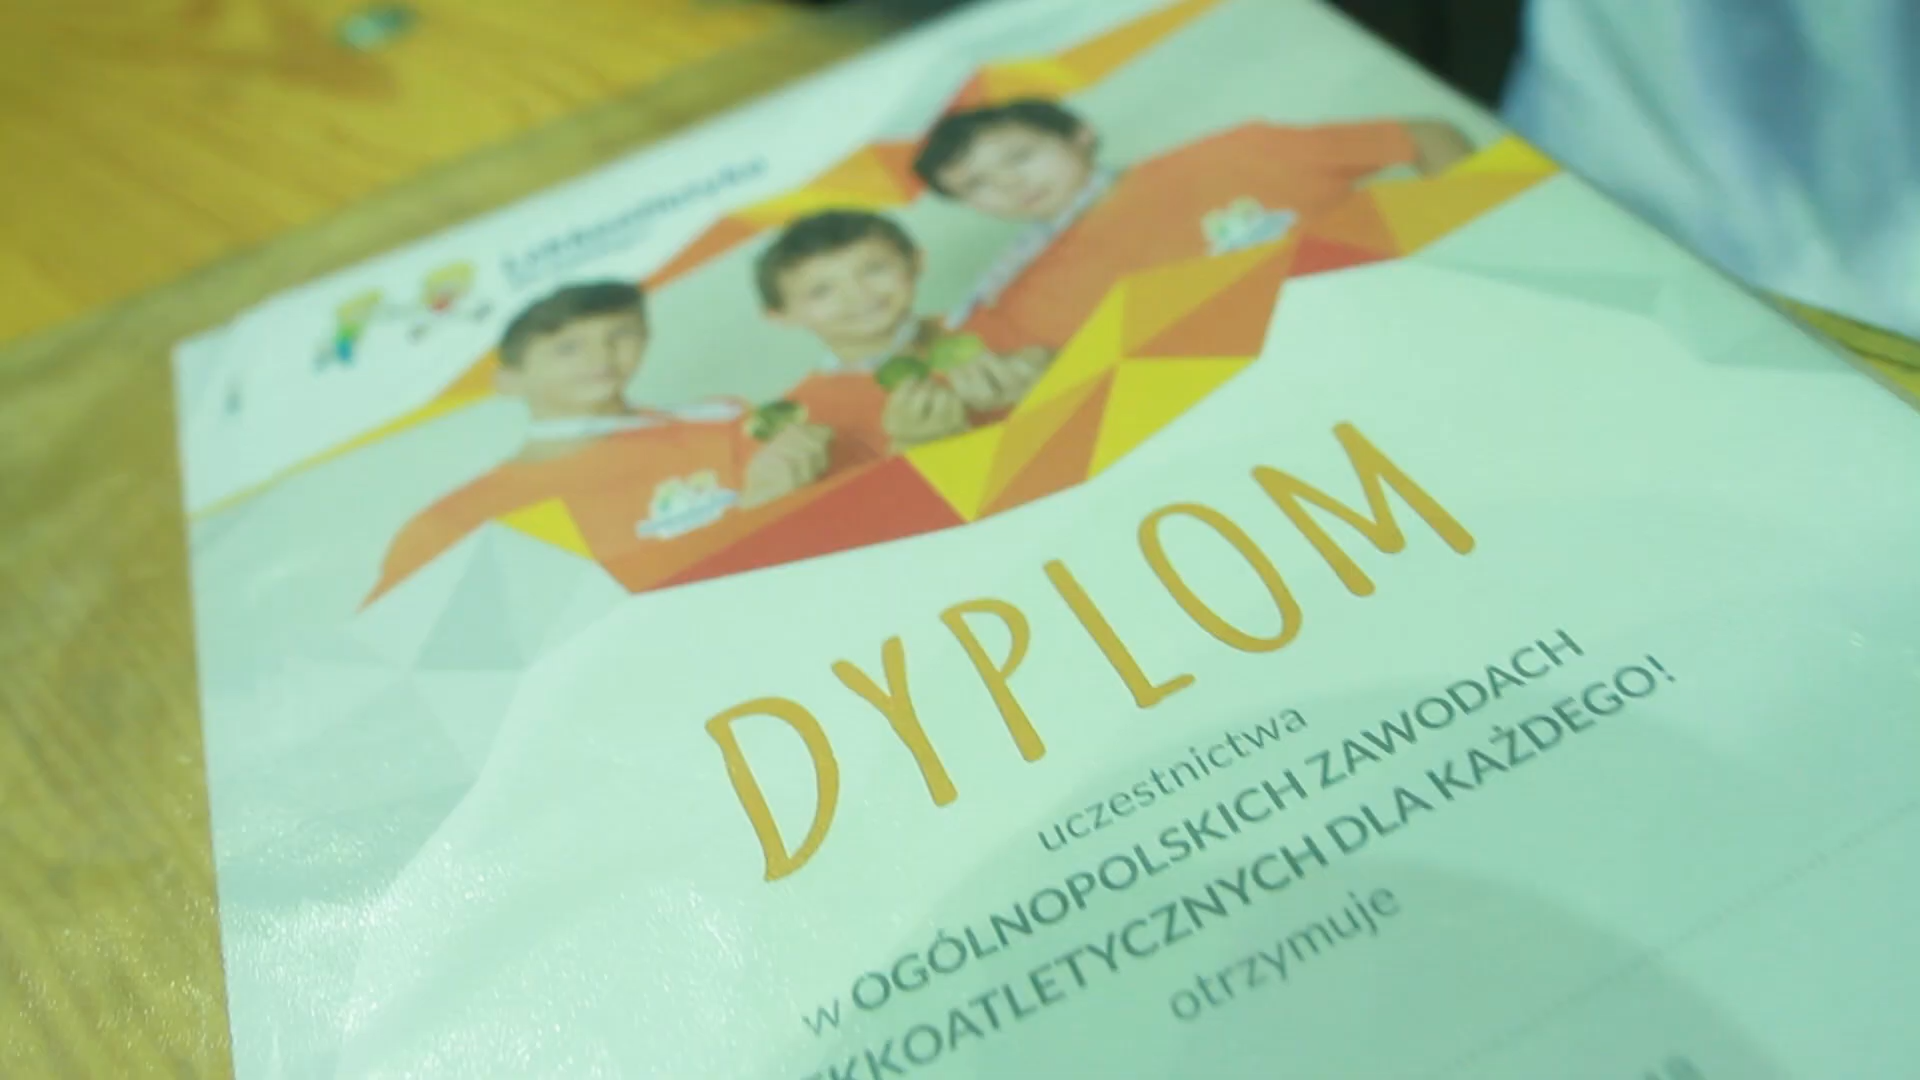 DYPLOM
uczestnictwa
w OGÓLNOPOLSKICH ZAWODACH
KKOATLETYCZNYCH DLA KAŻDEGO!
otrzymuje